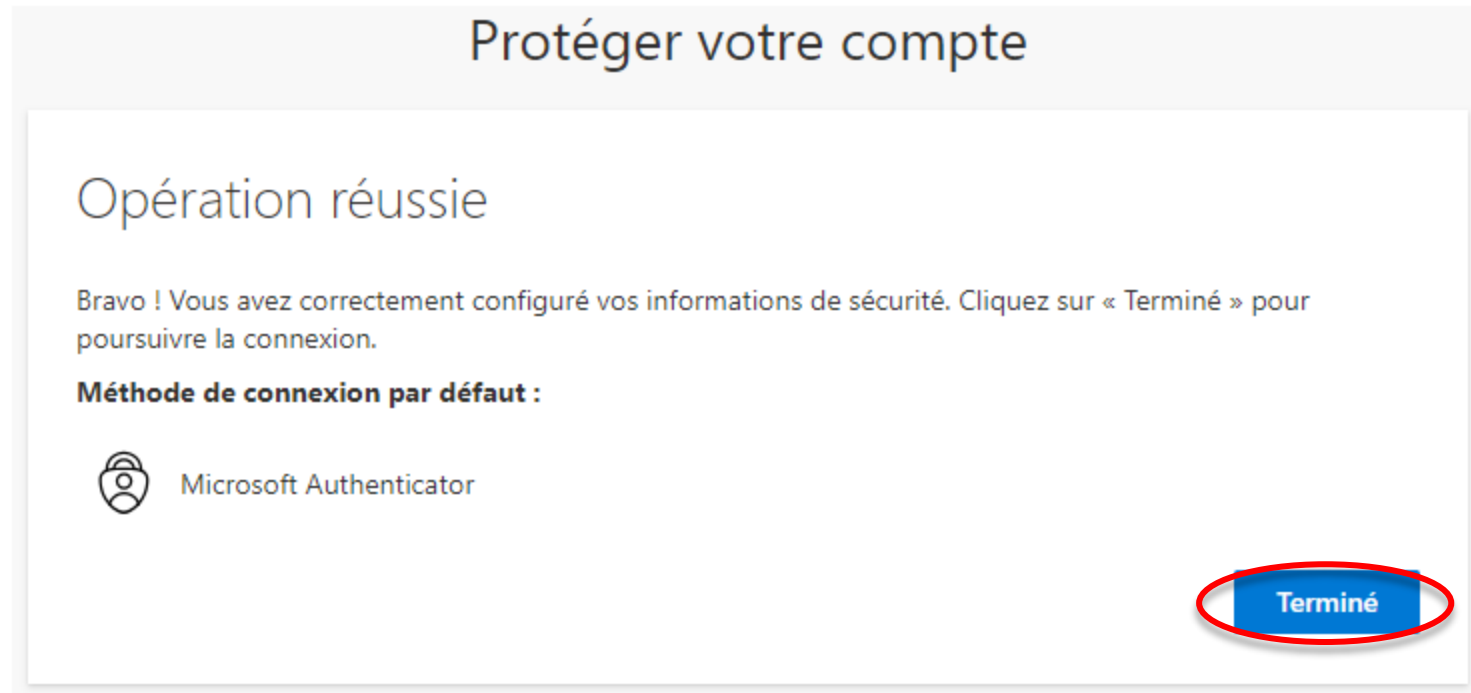 Protéger votre compte
Opération réussie
Bravo ! Vous avez correctement configuré vos informations de sécurité. Cliquez sur « Terminé » pour
poursuivre la connexion.
Méthode de connexion par défaut :
Microsoft Authenticator
Terminé